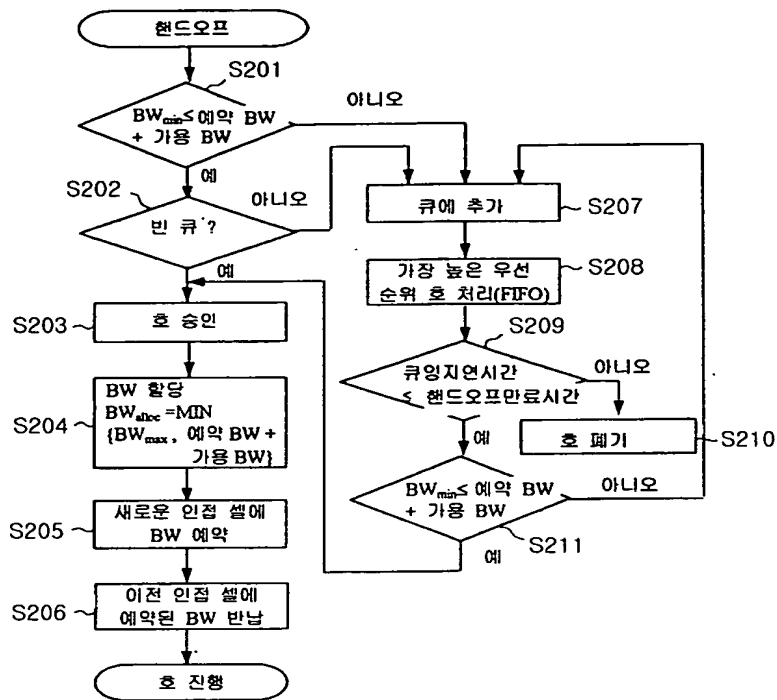 핸드오프
S201
BWmin≤ 예약 BW
+ 가용 BW
아니오
예
S202
빈 큐 ?
아니오
예
S203
호 승인
S204
BW 할당
BWalloc =MIN
{BWmax , 예약 BW +
가용 BW}
S205
새로운 인접 셀에
BW 예약
S206
이전 인접 셀에
예약된 BW 반납
호 진행
큐에 추가
S207
가장 높은 우선
순위 호 처리(FIFO)
S208
S209
큐잉지연시간
≤ 핸드오프만료시간
아니오
예
호 폐기
S210
BWmin≤ 예약 BW
+ 가용 BW
아니오
예
S211